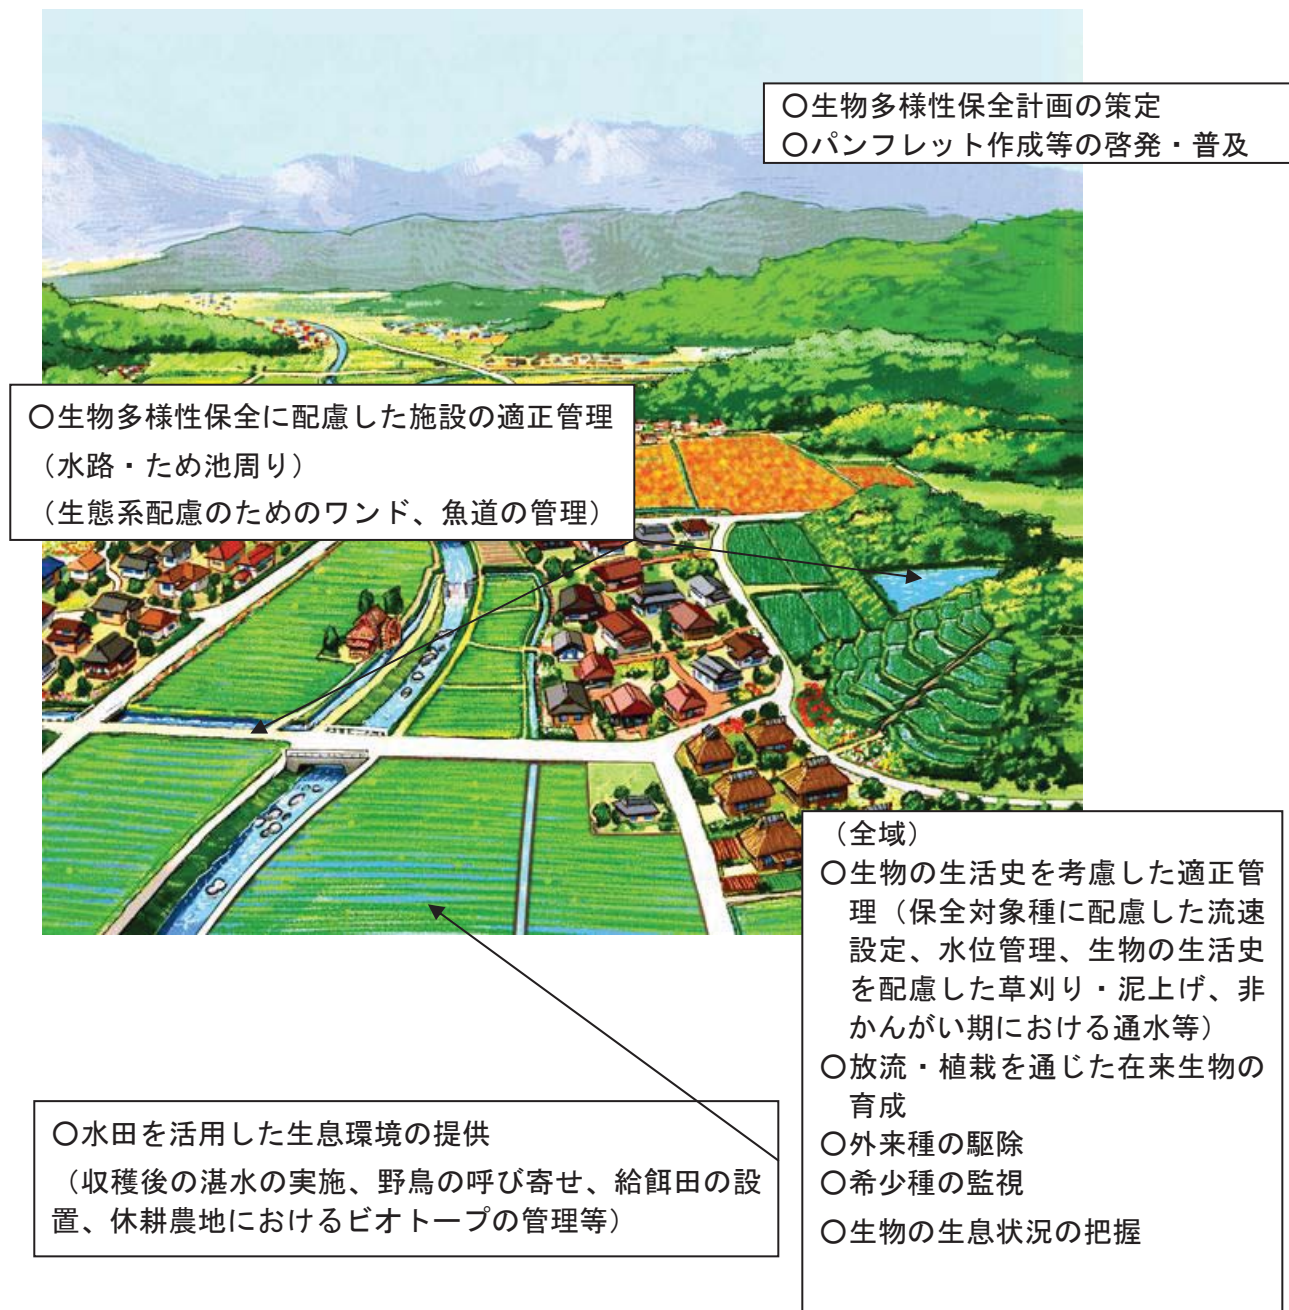 〇生物多様性保全計画の策定
〇パンフレット作成等の啓発・普及
〇生物多様性保全に配慮した施設の適正管理
（水路・ため池周り）
（生態系配慮のためのワンド、魚道の管理）
（全域）
〇生物の生活史を考慮した適正管
理（保全対象種に配慮した流速
設定、水位管理、生物の生活史
を配慮した草刈り・泥上げ、非
かんがい期における通水等）
〇放流・植栽を通じた在来生物の
育成
〇外来種の駆除
〇希少種の監視
〇生物の生息状況の把握
〇水田を活用した生息環境の提供
（収穫後の湛水の実施、野鳥の呼び寄せ、給餌田の設
置、休耕農地におけるビオトープの管理等）